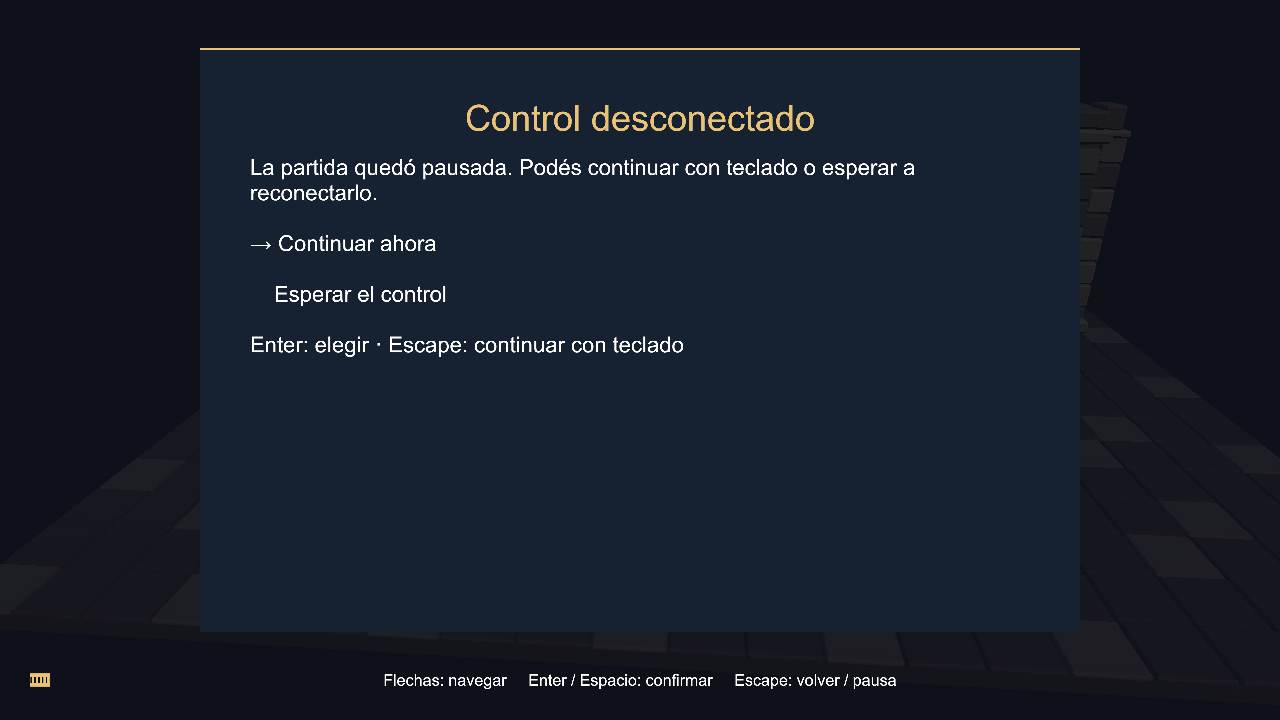 Control desconectado
La partida quedó pausada. Podés continuar con teclado o esperar a
reconectarlo.
→ Continuar ahora
Esperar el control
Enter: elegir · Escape: continuar con teclado
Flechas: navegar Enter / Espacio: confirmar Escape: volver / pausa